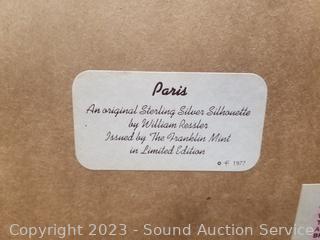 Paris
An original Sterling Silver Silhouette
by William Ressler
Issued by The Franklin Mint
in Limited Edition
1977
Copyright 2023 - Sound Auction Service